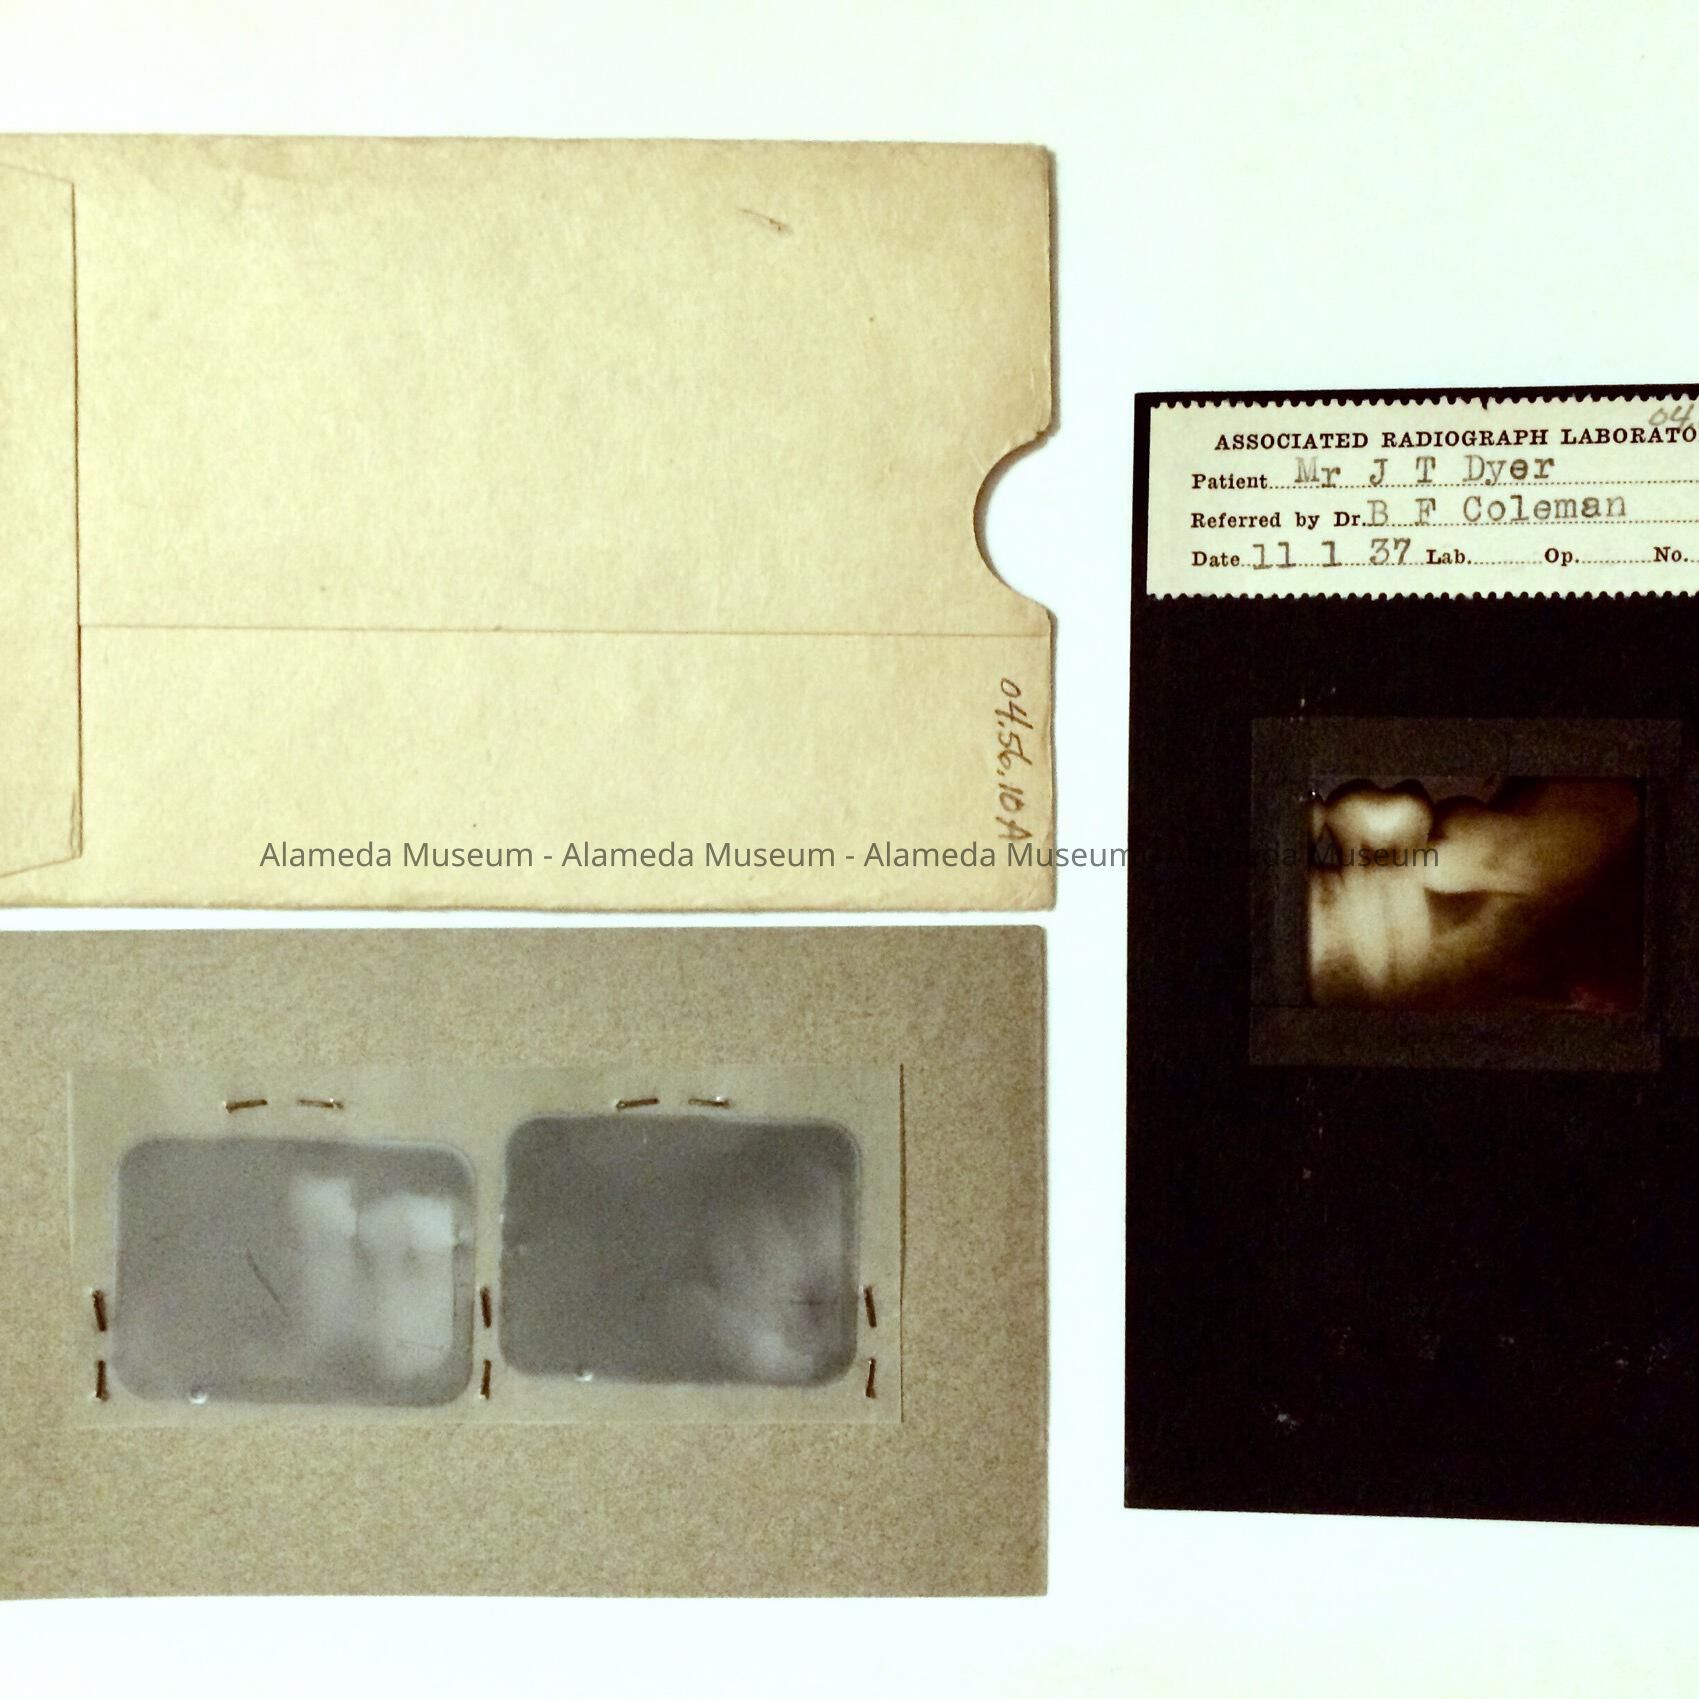 04.56.10A
Alameda Museum - Alameda Museum - Alameda Museum - Alameda Museum
04.
ASSOCIATED RADIOGRAPH LABORATO
Patient Mr J T Dyer
Referred by Dr. B F Coleman
Date 11 1 37 Lab. Op. No.